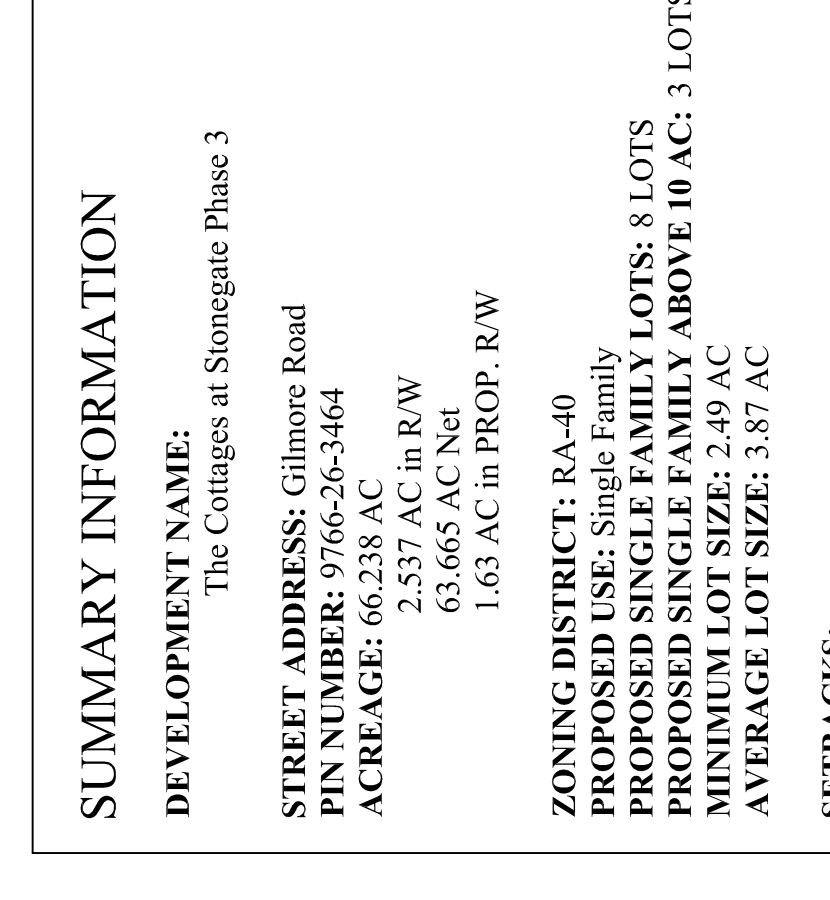 SUMMARY INFORMATION
DEVELOPMENT NAME:
The Cottages at Stonegate Phase 3
STREET ADDRESS: Gilmore Road
PIN NUMBER: 9766-26-3464
ACREAGE: 66.238 AC
2.537 AC in R/W
63.665 AC Net
1.63 AC in PROP. R/W
ZONING DISTRICT: RA-40
PROPOSED USE: Single Family
PROPOSED SINGLE FAMILY LOTS: 8 LOTS
PROPOSED SINGLE FAMILY ABOVE 10 AC: 3 LOTS
MINIMUM LOT SIZE: 2.49 AC
AVERAGE LOT SIZE: 3.87 AC